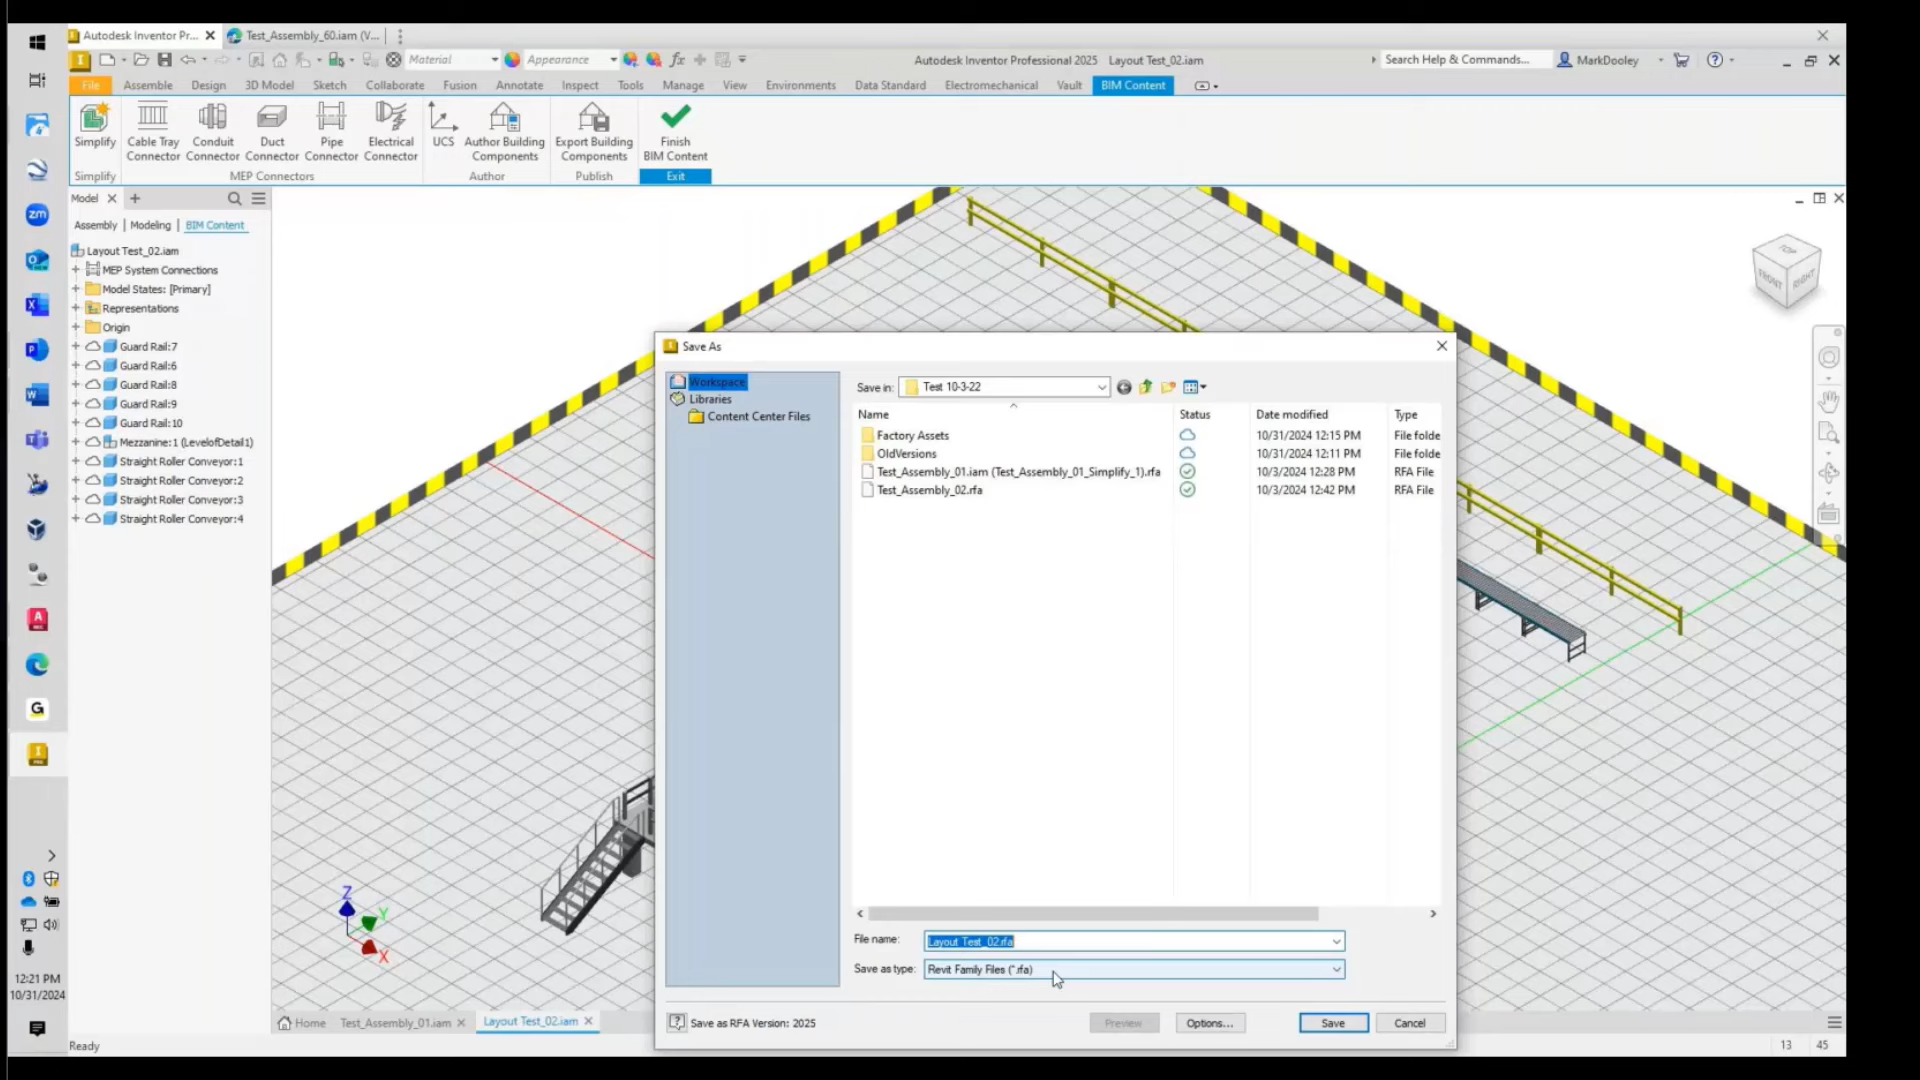 Autodesk Inventor Pr...
Test_Assembly_60.iam (V...
Material
Appearance
Autodesk Inventor Professional 2025 Layout Test_02.iam
Search Help & Commands...
MarkDooley
File
Assemble
Design
3D Model
Sketch
Collaborate
Fusion
Annotate
Inspect
Tools
Manage
View
Environments
Data Standard
Electromechanical
Vault
BIM Content
Simplify
Cable Tray Connector
Conduit Connector
Duct Connector
Pipe Connector
Electrical Connector
UCS
Author Building Components
Export Building Components
Finish BIM Content
Simplify
MEP Connectors
Author
Publish
Exit
Model
Assembly
Modeling
BIM Content
Layout Test_02.iam
MEP System Connections
Model States: [Primary]
Representations
Origin
Guard Rail:7
Guard Rail:6
Guard Rail:8
Guard Rail:9
Guard Rail:10
Mezzanine:1 (LevelofDetail1)
Straight Roller Conveyor:1
Straight Roller Conveyor:2
Straight Roller Conveyor:3
Straight Roller Conveyor:4
TOP
FRONT
RIGHT
Save As
Workspace
Libraries
Content Center Files
Save in:
Test 10-3-22
Name
Status
Date modified
Type
Factory Assets
10/31/2024 12:15 PM
File folde
OldVersions
10/31/2024 12:11 PM
File folde
Test_Assembly_01.iam (Test_Assembly_01_Simplify_1).rfa
10/3/2024 12:28 PM
RFA File
Test_Assembly_02.rfa
10/3/2024 12:42 PM
RFA File
File name:
Layout Test_02.rfa
Save as type:
Revit Family Files (*.rfa)
Save as RFA Version: 2025
Preview
Options...
Save
Cancel
Z
Y
X
zm
G
12:21 PM
10/31/2024
Home
Test_Assembly_01.iam
Layout Test_02.iam
Ready
13
45